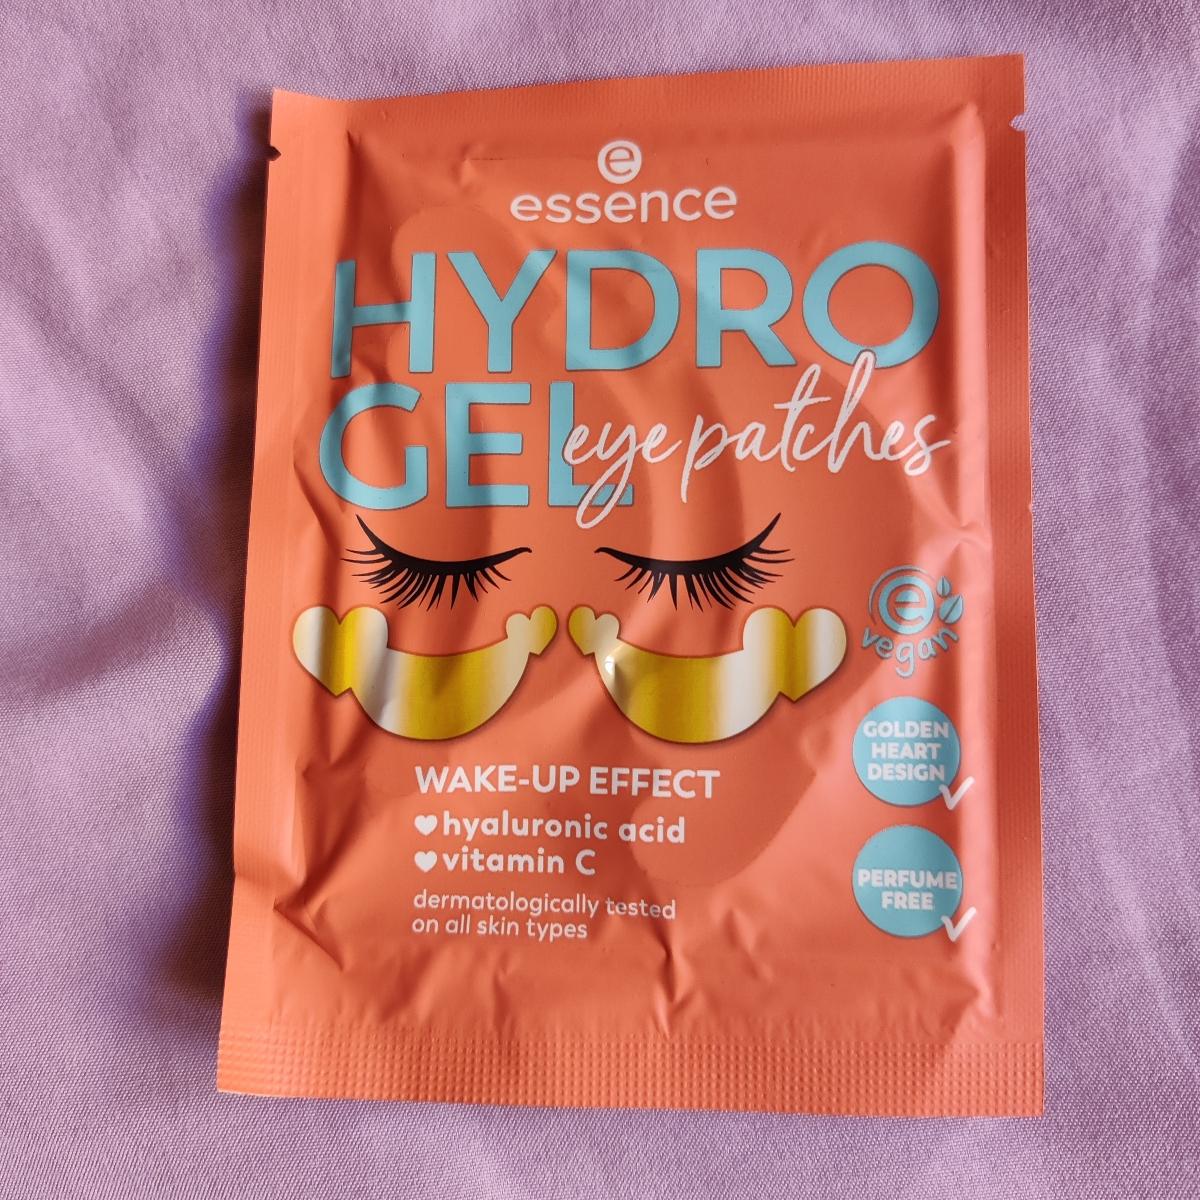 e
essence
HYDRO
GEL eye patches
e
vegan
GOLDEN
HEART
DESIGN
WAKE-UP EFFECT
hyaluronic acid
vitamin C
PERFUME
FREE
dermatologically tested
on all skin types